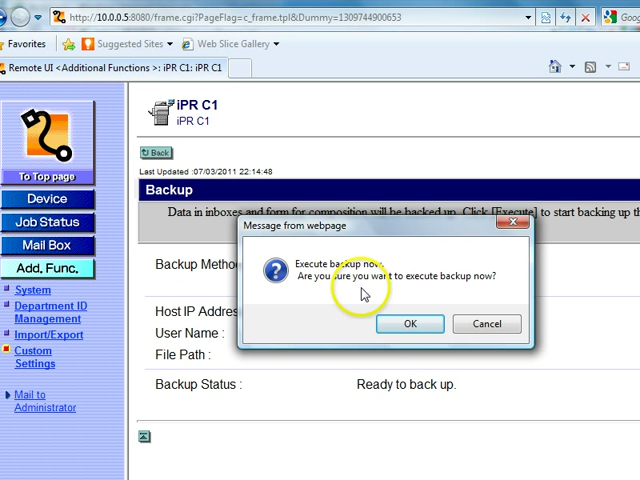 http://10.0.0.5:8080/frame.cgi?PageFlag=c_frame.tpl&Dummy=1309744900653
Favorites
Suggested Sites
Web Slice Gallery
Remote UI <Additional Functions >: iPR C1: iPR C1
iPR C1
iPR C1
To Top page
Back
Last Updated :07/03/2011 22:14:48
Device
Backup
Job Status
Data in inboxes and form for composition will be backed up. Click [Execute] to start backing up
Message from webpage
Mail Box
Add. Func.
Backup
Execute backup now.
Are you sure you want to execute backup now?
System
Department ID
Management
Host IP
User Name :
OK
Cancel
Import/Export
Custom
Settings
File Path :
Backup Status :
Ready to back up.
Mail to
Administrator